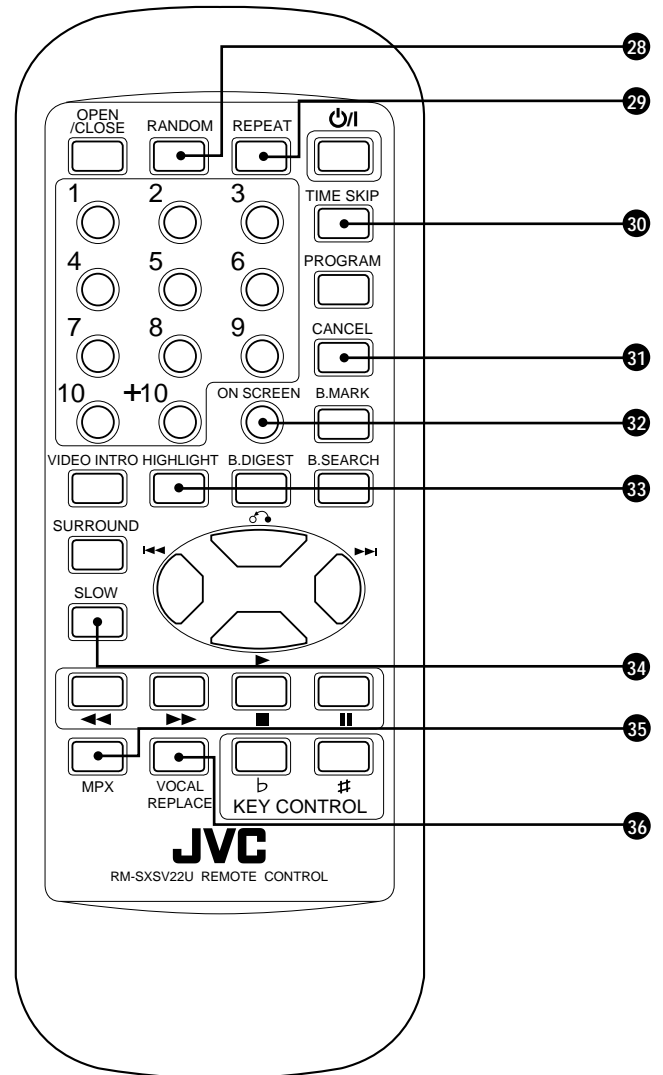 28
OPEN
/CLOSE RANDOM REPEAT ⏻/I
29
1 2 3 TIME SKIP
30
4 5 6 PROGRAM
7 8 9 CANCEL
31
10 +10 ON SCREEN B.MARK
32
VIDEO INTRO HIGHLIGHT B.DIGEST B.SEARCH
33
SURROUND
SLOW
34
35
MPX VOCAL
REPLACE
♭ ♯
KEY CONTROL
36
JVC
RM-SXSV22U REMOTE CONTROL